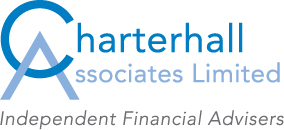 Charterhall
Associates Limited
Independent Financial Advisers